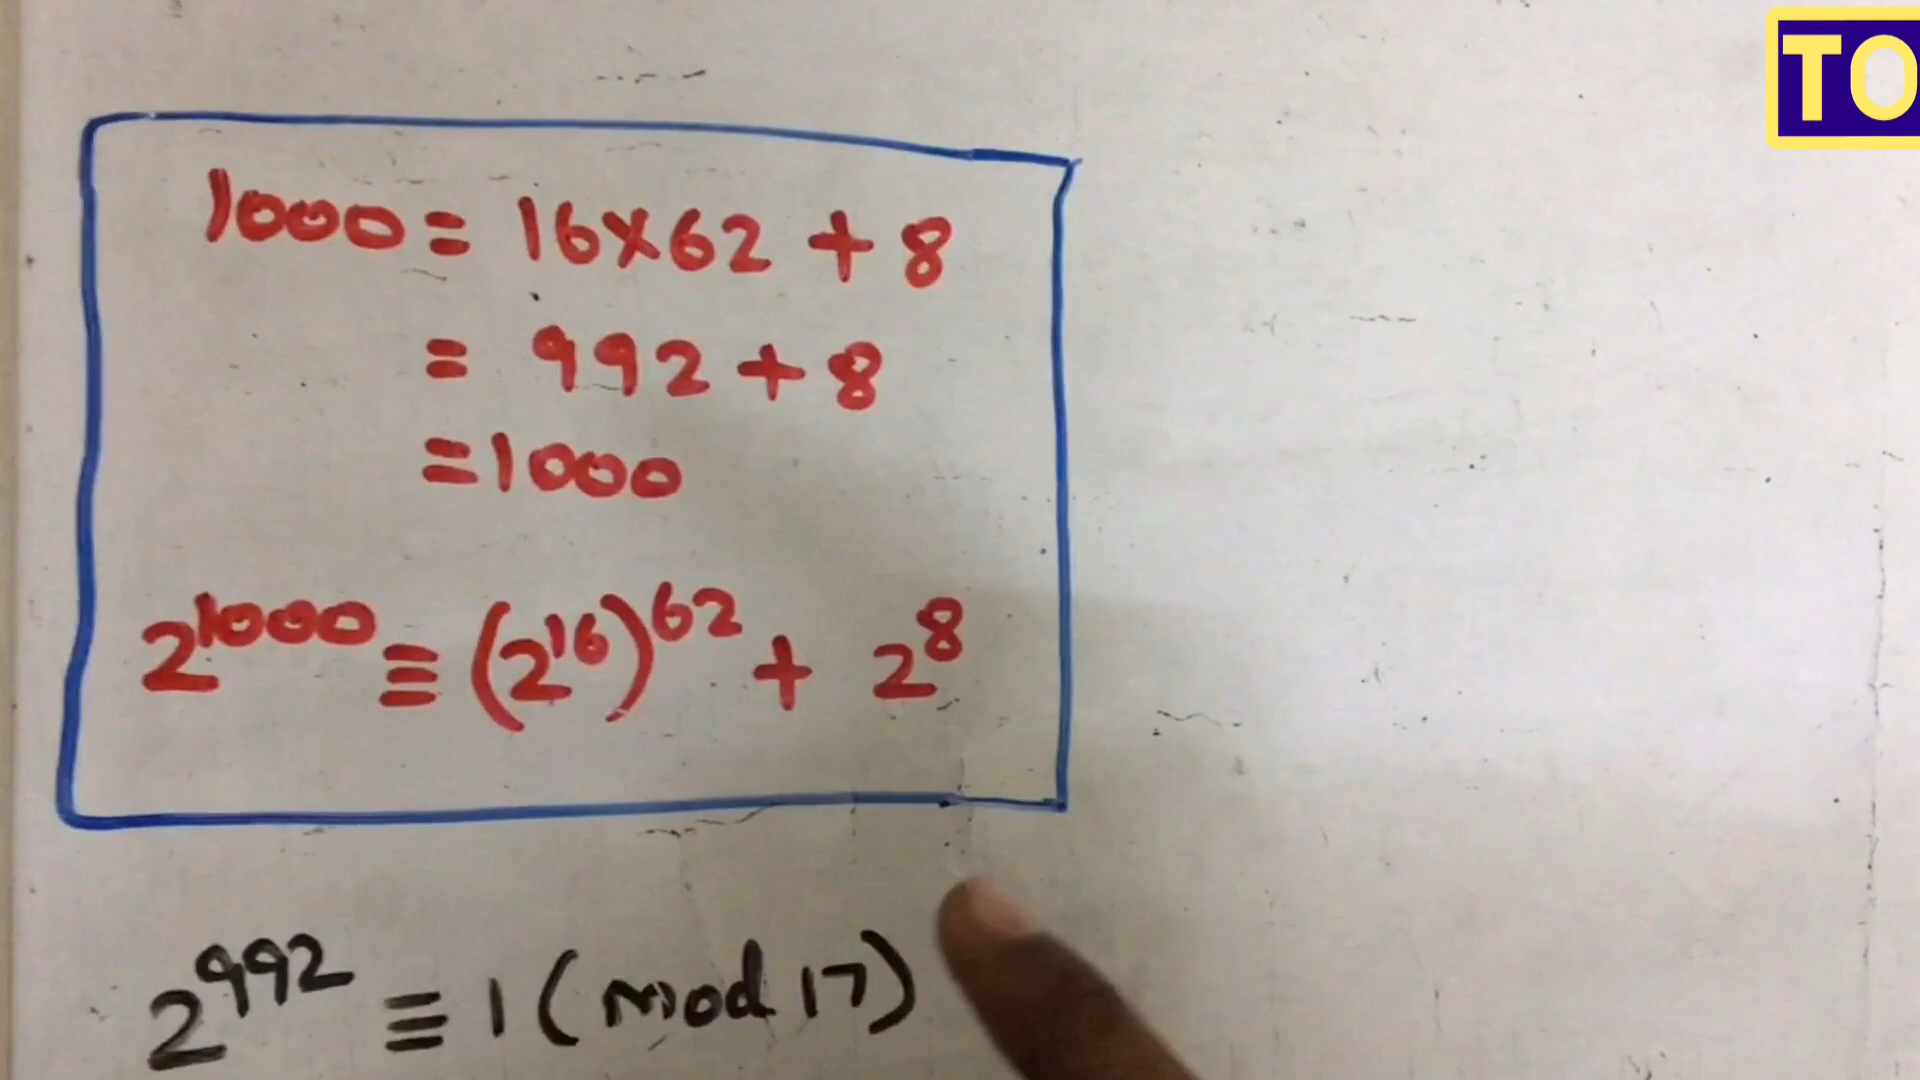 TO
1000 = 16×62 + 8
= 992 + 8
= 1000
2^1000 ≡ (2^16)^62 + 2^8
2^992 ≡ 1 (mod 17)